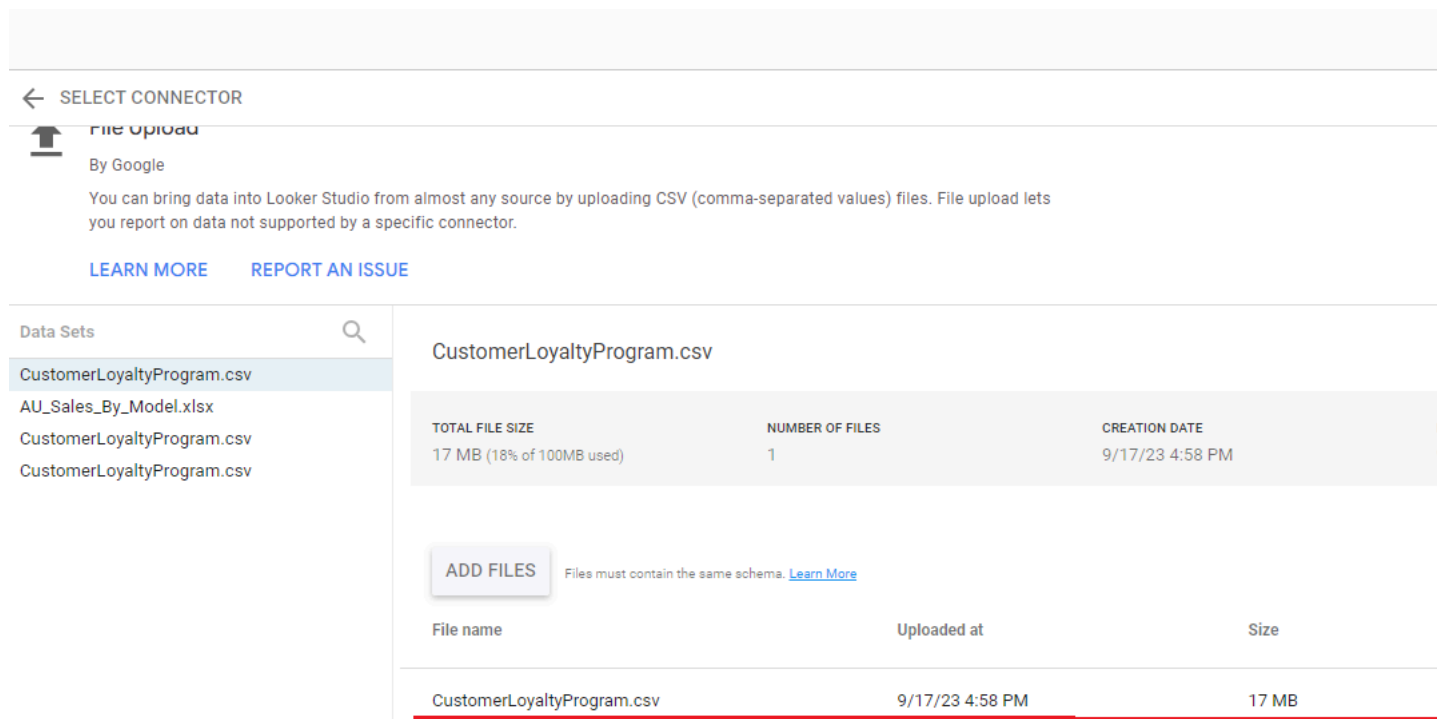 SELECT CONNECTOR
File Upload
By Google
You can bring data into Looker Studio from almost any source by uploading CSV (comma-separated values) files. File upload lets
you report on data not supported by a specific connector.
LEARN MORE REPORT AN ISSUE
Data Sets
CustomerLoyaltyProgram.csv
AU_Sales_By_Model.xlsx
CustomerLoyaltyProgram.csv
CustomerLoyaltyProgram.csv
CustomerLoyaltyProgram.csv
TOTAL FILE SIZE NUMBER OF FILES CREATION DATE
17 MB (18% of 100MB used) 1 9/17/23 4:58 PM
ADD FILES Files must contain the same schema. Learn More
File name Uploaded at Size
CustomerLoyaltyProgram.csv 9/17/23 4:58 PM 17 MB